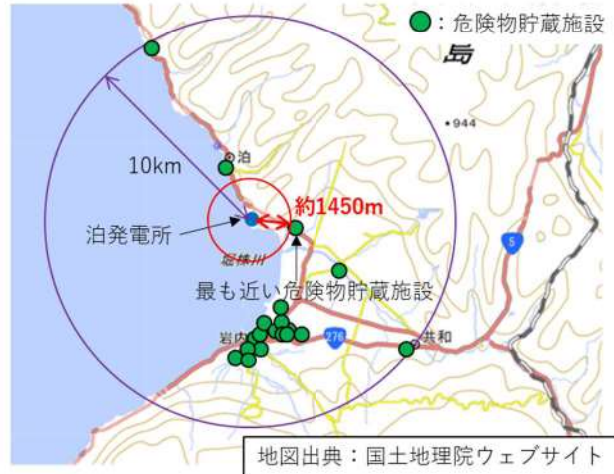 ：危険物貯蔵施設
島
・944
10km
泊
約1450m
泊発電所
堀株川
5
最も近い危険物貯蔵施設
岩内
276
共和
地図出典：国土地理院ウェブサイト